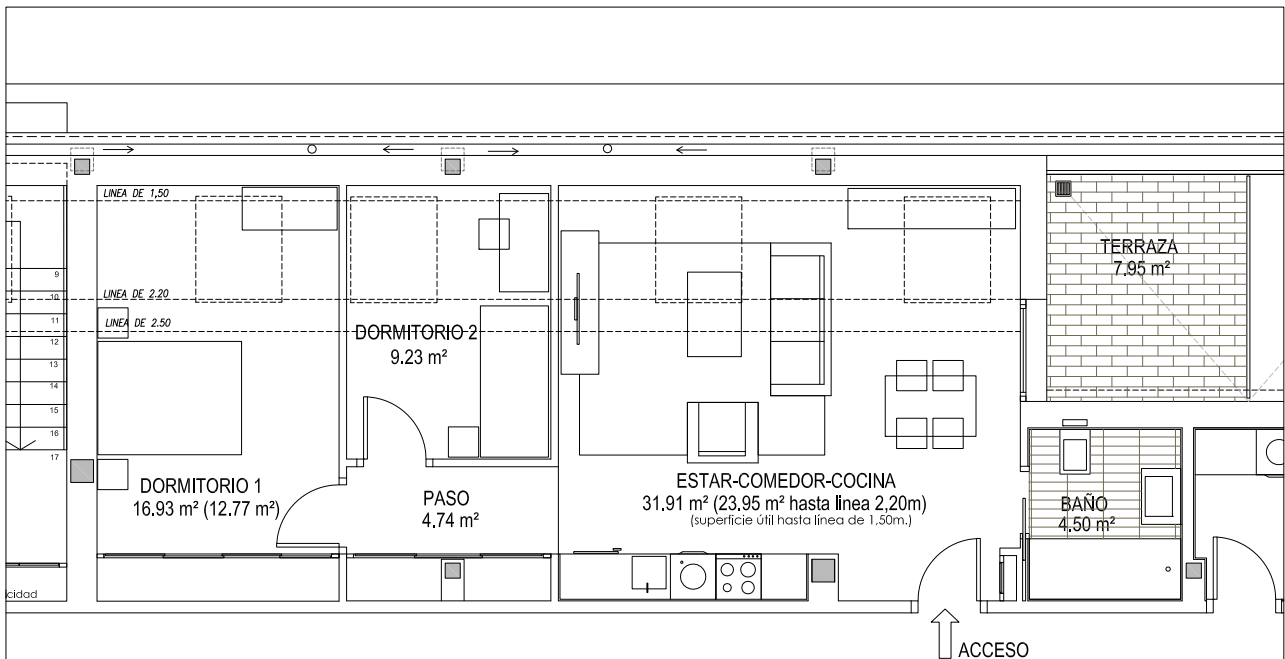 LINEA DE 1,50
TERRAZA
7.95 m²
9
10
LINEA DE 2.20
11
LINEA DE 2.50
12
13
14
15
16
17
DORMITORIO 2
9.23 m²
DORMITORIO 1
16.93 m² (12.77 m²)
PASO
4.74 m²
ESTAR-COMEDOR-COCINA
31.91 m² (23.95 m² hasta linea 2,20m)
(superficie útil hasta línea de 1.50m.)
BAÑO
4.50 m²
cidad
ACCESO